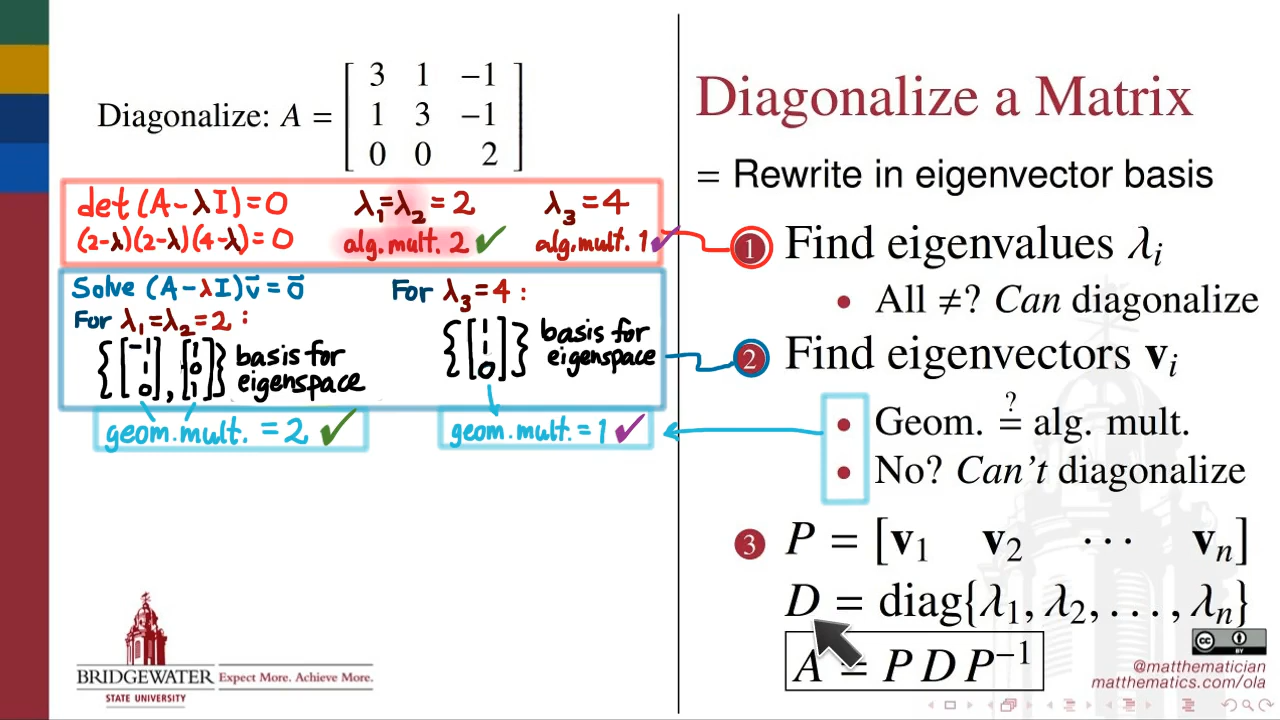 Diagonalize: A = [ 3 1 −1
1 3 −1
0 0 2 ]
det (A-λI)=0
(2-λ)(2-λ)(4-λ)=0
λ₁=λ₂=2
alg.mult. 2 ✓
λ₃=4
alg.mult. 1 ✓
Solve (A-λI)v⃗=0⃗
For λ₁=λ₂=2 :
{[-1 1 0], [1 0 1]} basis for
eigenspace
geom.mult. = 2 ✓
For λ₃=4 :
{[1 1 0]} basis for
eigenspace
geom.mult. = 1 ✓
Diagonalize a Matrix
= Rewrite in eigenvector basis
1 Find eigenvalues λᵢ
• All ≠? Can diagonalize
2 Find eigenvectors vᵢ
• Geom. =? alg. mult.
• No? Can't diagonalize
3 P = [v₁ v₂ ⋯ vₙ]
D = diag{λ₁, λ₂, . . . , λₙ}
A = P D P⁻¹
BRIDGEWATER
STATE UNIVERSITY
Expect More. Achieve More.
cc BY
@matthematician
matthematics.com/ola